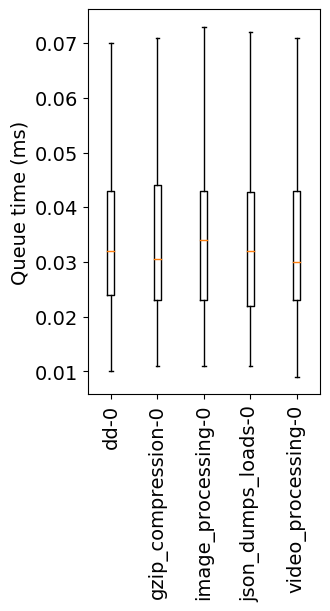 Queue time (ms)
0.07
0.06
0.05
0.04
0.03
0.02
0.01
dd-0
gzip_compression-0
image_processing-0
json_dumps_loads-0
video_processing-0